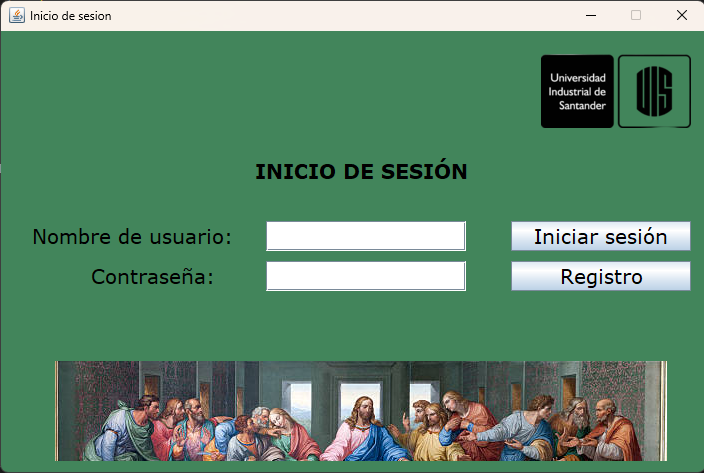 Inicio de sesion
Universidad
Industrial de
Santander
UIS
INICIO DE SESIÓN
Nombre de usuario:
Iniciar sesión
Contraseña:
Registro